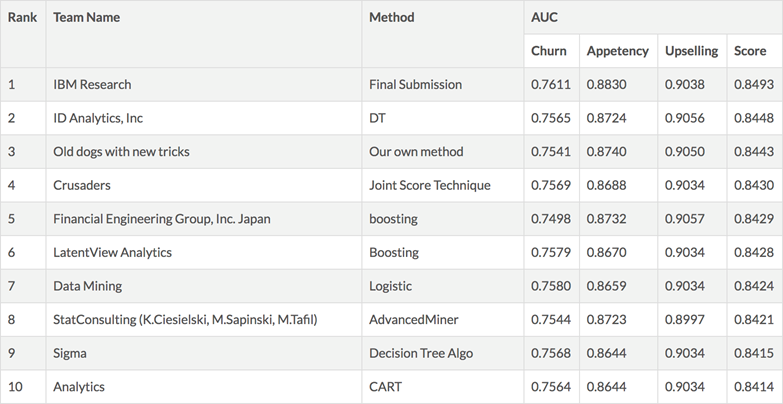 Rank Team Name Method AUC
Churn Appetency Upselling Score
1 IBM Research Final Submission 0.7611 0.8830 0.9038 0.8493
2 ID Analytics, Inc DT 0.7565 0.8724 0.9056 0.8448
3 Old dogs with new tricks Our own method 0.7541 0.8740 0.9050 0.8443
4 Crusaders Joint Score Technique 0.7569 0.8688 0.9034 0.8430
5 Financial Engineering Group, Inc. Japan boosting 0.7498 0.8732 0.9057 0.8429
6 LatentView Analytics Boosting 0.7579 0.8670 0.9034 0.8428
7 Data Mining Logistic 0.7580 0.8659 0.9034 0.8424
8 StatConsulting (K.Ciesielski, M.Sapinski, M.Tafil) AdvancedMiner 0.7544 0.8723 0.8997 0.8421
9 Sigma Decision Tree Algo 0.7568 0.8644 0.9034 0.8415
10 Analytics CART 0.7564 0.8644 0.9034 0.8414